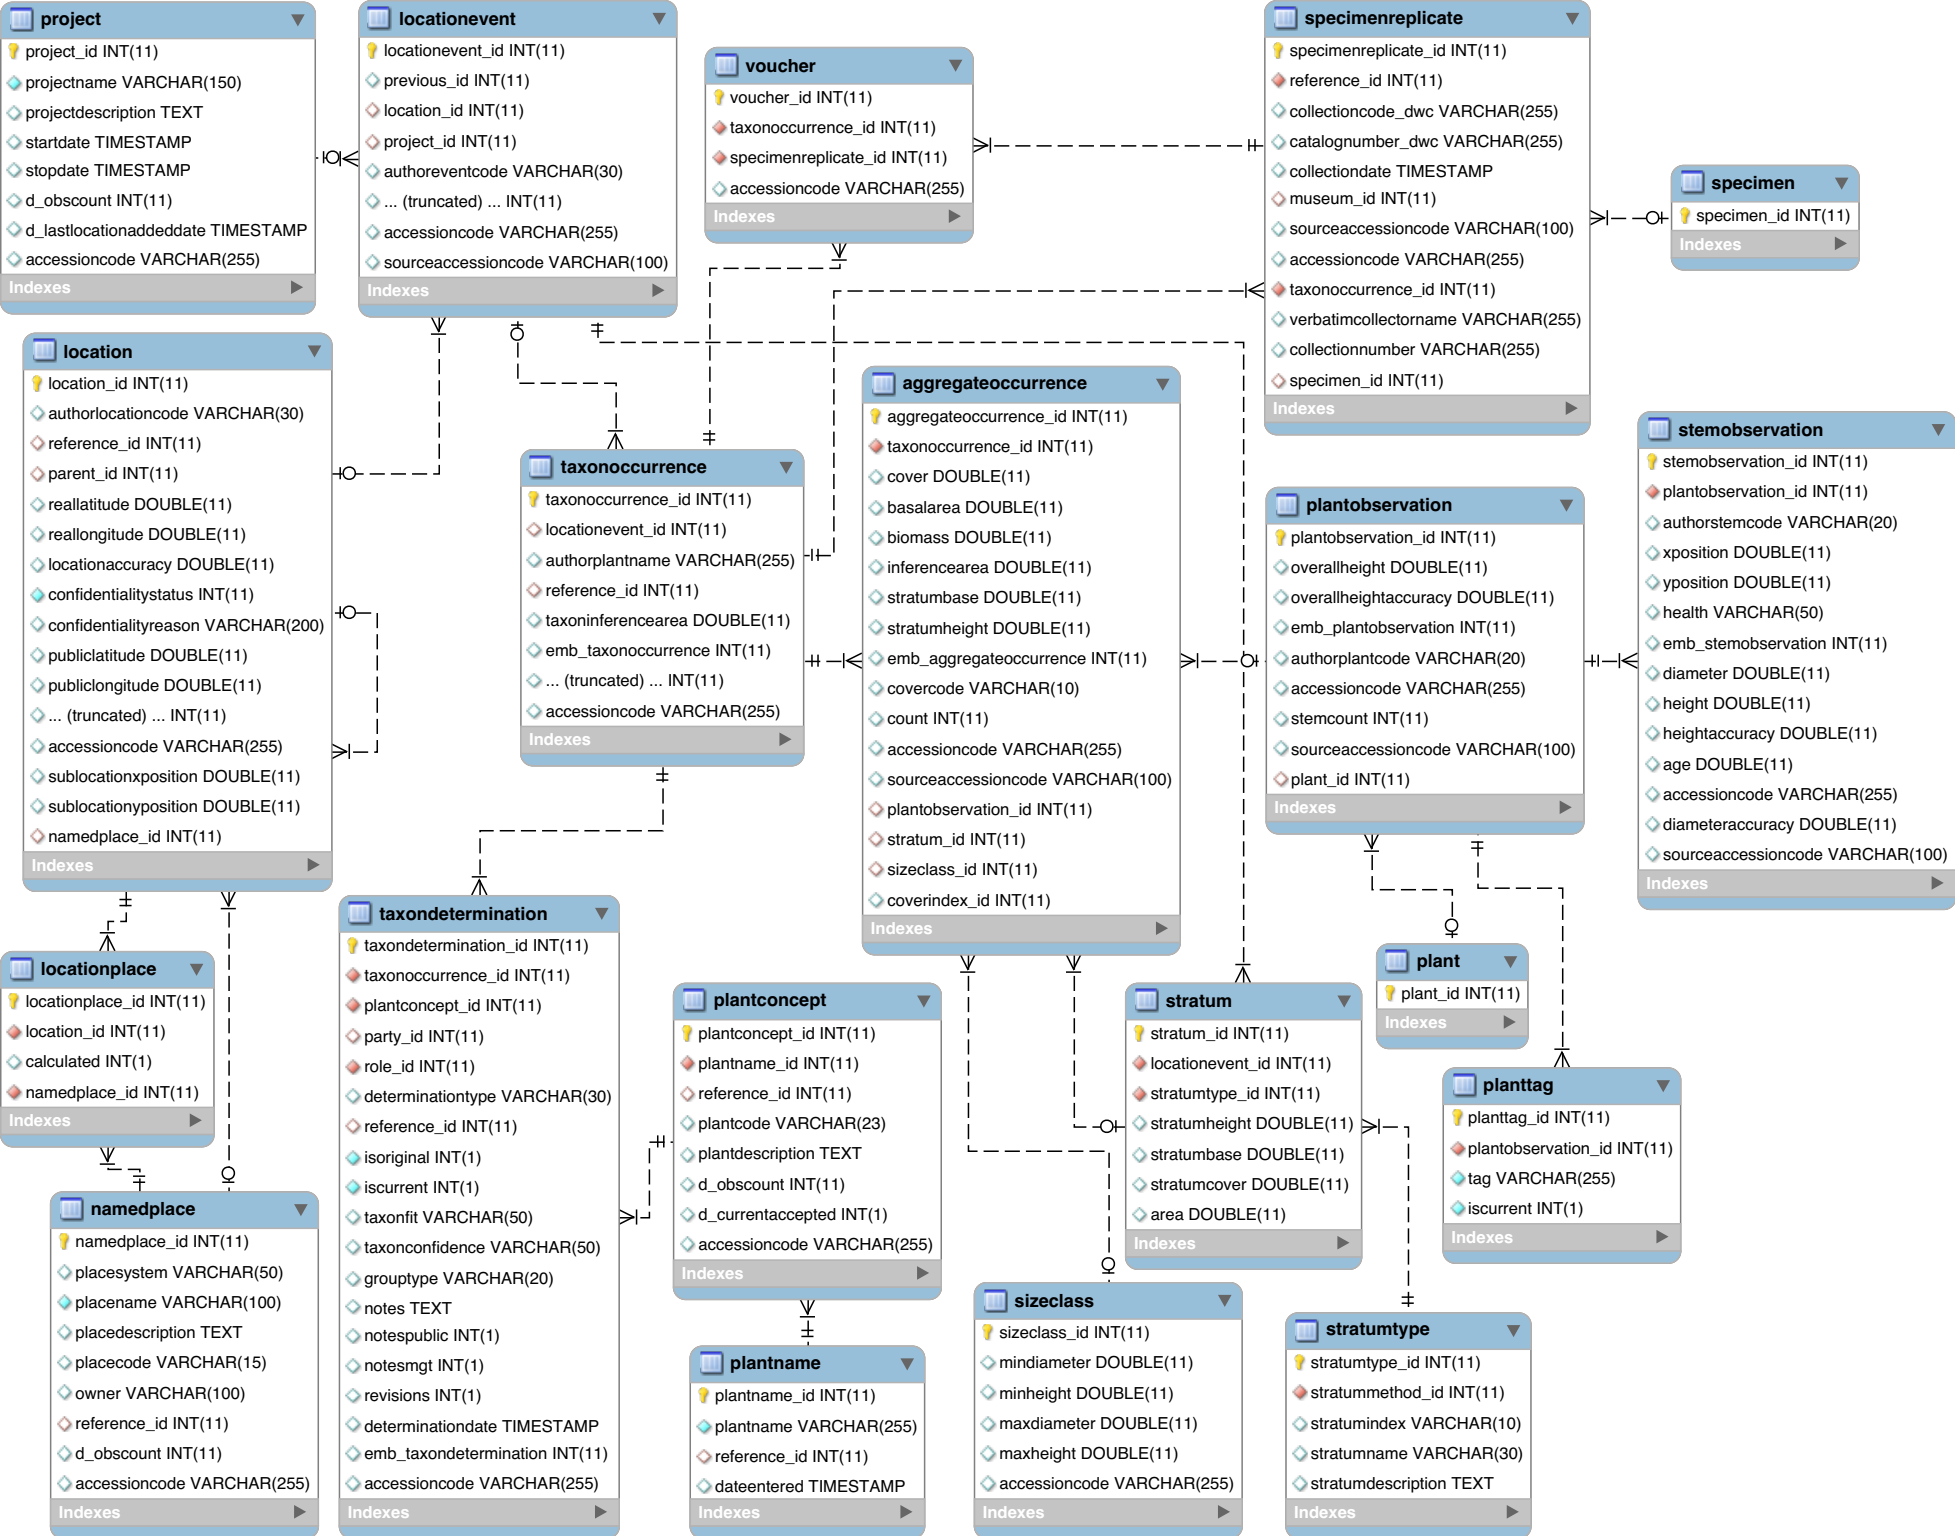 project
project_id INT(11)
projectname VARCHAR(150)
projectdescription TEXT
startdate TIMESTAMP
stopdate TIMESTAMP
d_obscount INT(11)
d_lastlocationaddeddate TIMESTAMP
accessioncode VARCHAR(255)
Indexes
locationevent
locationevent_id INT(11)
previous_id INT(11)
location_id INT(11)
project_id INT(11)
authoreventcode VARCHAR(30)
... (truncated) ... INT(11)
accessioncode VARCHAR(255)
sourceaccessioncode VARCHAR(100)
Indexes
voucher
voucher_id INT(11)
taxonoccurrence_id INT(11)
specimenreplicate_id INT(11)
accessioncode VARCHAR(255)
Indexes
specimenreplicate
specimenreplicate_id INT(11)
reference_id INT(11)
collectioncode_dwc VARCHAR(255)
catalognumber_dwc VARCHAR(255)
collectiondate TIMESTAMP
museum_id INT(11)
sourceaccessioncode VARCHAR(100)
accessioncode VARCHAR(255)
taxonoccurrence_id INT(11)
verbatimcollectorname VARCHAR(255)
collectionnumber VARCHAR(255)
specimen_id INT(11)
Indexes
specimen
specimen_id INT(11)
Indexes
location
location_id INT(11)
authorlocationcode VARCHAR(30)
reference_id INT(11)
parent_id INT(11)
reallatitude DOUBLE(11)
reallongitude DOUBLE(11)
locationaccuracy DOUBLE(11)
confidentialitystatus INT(11)
confidentialityreason VARCHAR(200)
publiclatitude DOUBLE(11)
publiclongitude DOUBLE(11)
... (truncated) ... INT(11)
accessioncode VARCHAR(255)
sublocationxposition DOUBLE(11)
sublocationyposition DOUBLE(11)
namedplace_id INT(11)
Indexes
taxonoccurrence
taxonoccurrence_id INT(11)
locationevent_id INT(11)
authorplantname VARCHAR(255)
reference_id INT(11)
taxoninferencearea DOUBLE(11)
emb_taxonoccurrence INT(11)
... (truncated) ... INT(11)
accessioncode VARCHAR(255)
Indexes
aggregateoccurrence
aggregateoccurrence_id INT(11)
taxonoccurrence_id INT(11)
cover DOUBLE(11)
basalarea DOUBLE(11)
biomass DOUBLE(11)
inferencearea DOUBLE(11)
stratumbase DOUBLE(11)
stratumheight DOUBLE(11)
emb_aggregateoccurrence INT(11)
covercode VARCHAR(10)
count INT(11)
accessioncode VARCHAR(255)
sourceaccessioncode VARCHAR(100)
plantobservation_id INT(11)
stratum_id INT(11)
sizeclass_id INT(11)
coverindex_id INT(11)
Indexes
plantobservation
plantobservation_id INT(11)
overallheight DOUBLE(11)
overallheightaccuracy DOUBLE(11)
emb_plantobservation INT(11)
authorplantcode VARCHAR(20)
accessioncode VARCHAR(255)
stemcount INT(11)
sourceaccessioncode VARCHAR(100)
plant_id INT(11)
Indexes
stemobservation
stemobservation_id INT(11)
plantobservation_id INT(11)
authorstemcode VARCHAR(20)
xposition DOUBLE(11)
yposition DOUBLE(11)
health VARCHAR(50)
emb_stemobservation INT(11)
diameter DOUBLE(11)
height DOUBLE(11)
heightaccuracy DOUBLE(11)
age DOUBLE(11)
accessioncode VARCHAR(255)
diameteraccuracy DOUBLE(11)
sourceaccessioncode VARCHAR(100)
Indexes
locationplace
locationplace_id INT(11)
location_id INT(11)
calculated INT(1)
namedplace_id INT(11)
Indexes
namedplace
namedplace_id INT(11)
placesystem VARCHAR(50)
placename VARCHAR(100)
placedescription TEXT
placecode VARCHAR(15)
owner VARCHAR(100)
reference_id INT(11)
d_obscount INT(11)
accessioncode VARCHAR(255)
Indexes
taxondetermination
taxondetermination_id INT(11)
taxonoccurrence_id INT(11)
plantconcept_id INT(11)
party_id INT(11)
role_id INT(11)
determinationtype VARCHAR(30)
reference_id INT(11)
isoriginal INT(1)
iscurrent INT(1)
taxonfit VARCHAR(50)
taxonconfidence VARCHAR(50)
grouptype VARCHAR(20)
notes TEXT
notespublic INT(1)
notesmgt INT(1)
revisions INT(1)
determinationdate TIMESTAMP
emb_taxondetermination INT(11)
accessioncode VARCHAR(255)
Indexes
plantconcept
plantconcept_id INT(11)
plantname_id INT(11)
reference_id INT(11)
plantcode VARCHAR(23)
plantdescription TEXT
d_obscount INT(11)
d_currentaccepted INT(1)
accessioncode VARCHAR(255)
Indexes
plantname
plantname_id INT(11)
plantname VARCHAR(255)
reference_id INT(11)
dateentered TIMESTAMP
Indexes
stratum
stratum_id INT(11)
locationevent_id INT(11)
stratumtype_id INT(11)
stratumheight DOUBLE(11)
stratumbase DOUBLE(11)
stratumcover DOUBLE(11)
area DOUBLE(11)
Indexes
sizeclass
sizeclass_id INT(11)
mindiameter DOUBLE(11)
minheight DOUBLE(11)
maxdiameter DOUBLE(11)
maxheight DOUBLE(11)
accessioncode VARCHAR(255)
Indexes
plant
plant_id INT(11)
Indexes
planttag
planttag_id INT(11)
plantobservation_id INT(11)
tag VARCHAR(255)
iscurrent INT(1)
Indexes
stratumtype
stratumtype_id INT(11)
stratummethod_id INT(11)
stratumindex VARCHAR(10)
stratumname VARCHAR(30)
stratumdescription TEXT
Indexes